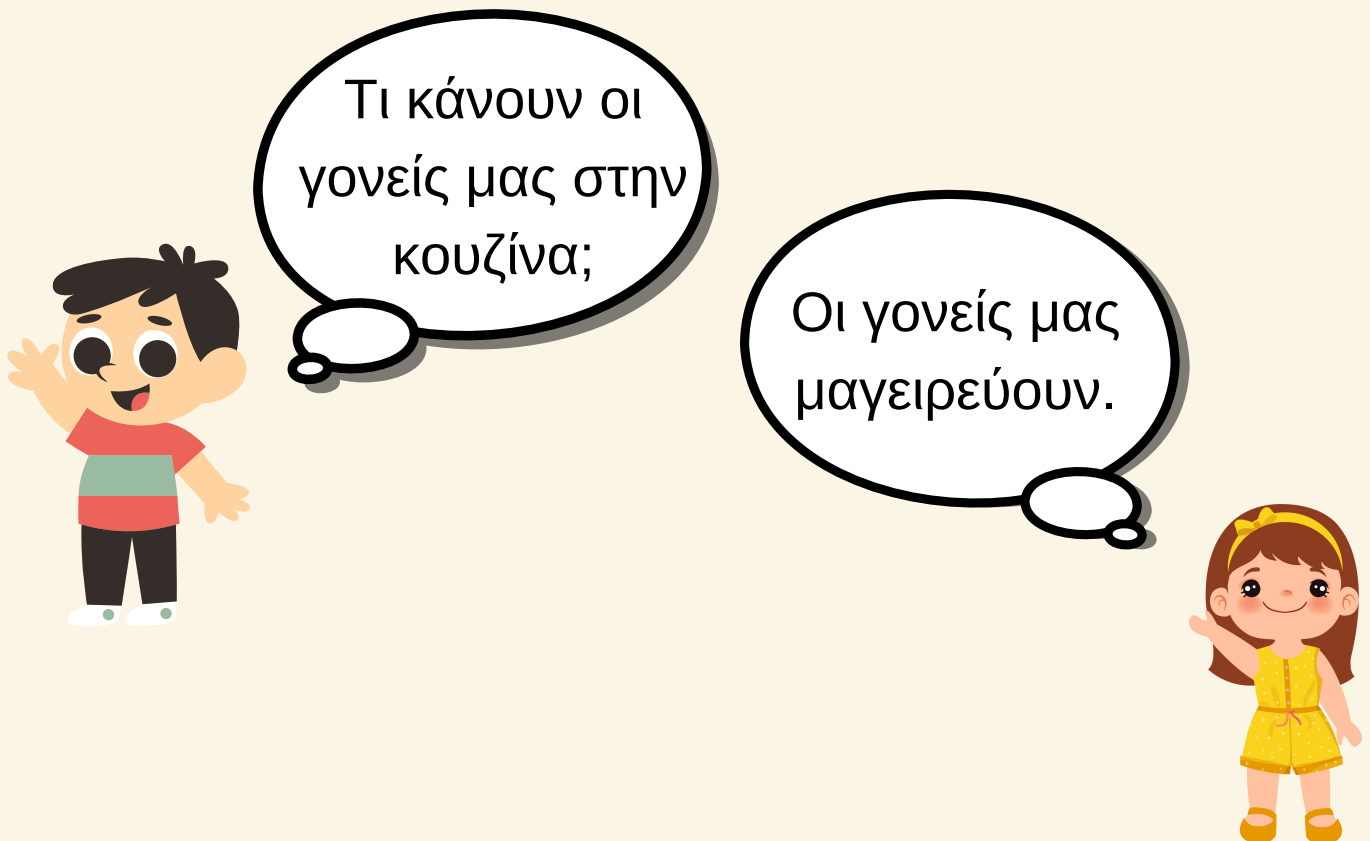 Τι κάνουν οι
γονείς μας στην
κουζίνα;
Οι γονείς μας
μαγειρεύουν.